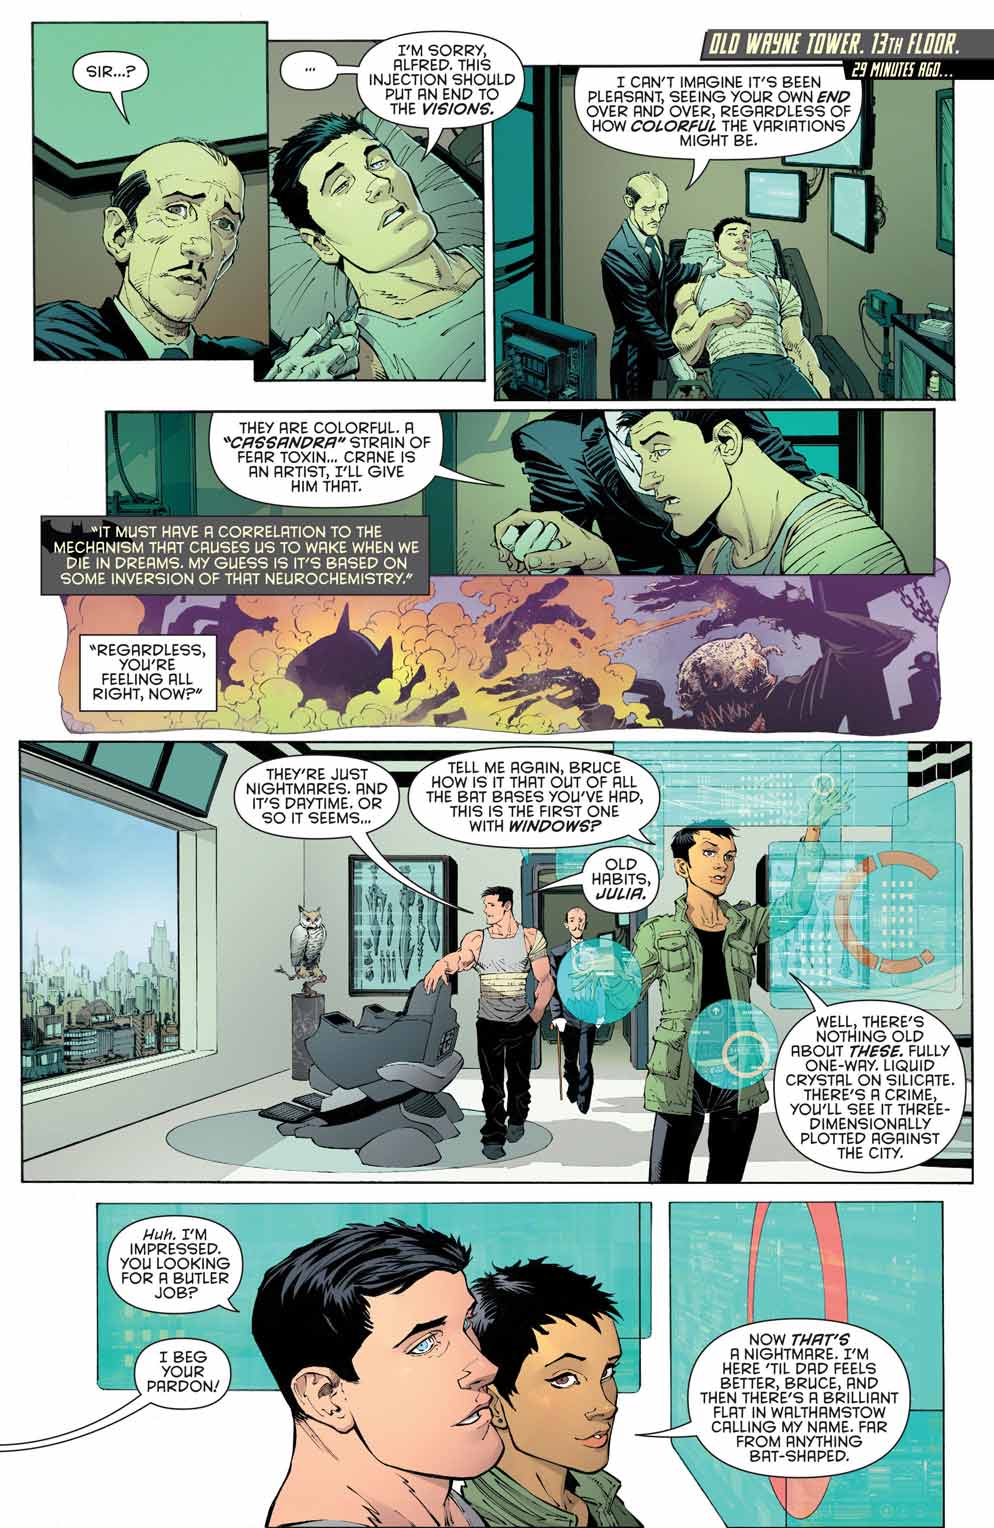 OLD WAYNE TOWER. 13TH FLOOR.
29 MINUTES AGO...
SIR...?
...
I'M SORRY,
ALFRED. THIS
INJECTION SHOULD
PUT AN END TO
THE VISIONS.
I CAN'T IMAGINE IT'S BEEN
PLEASANT, SEEING YOUR OWN END
OVER AND OVER, REGARDLESS OF
HOW COLORFUL THE VARIATIONS
MIGHT BE.
THEY ARE COLORFUL. A
"CASSANDRA" STRAIN OF
FEAR TOXIN... CRANE IS
AN ARTIST, I'LL GIVE
HIM THAT.
"IT MUST HAVE A CORRELATION TO THE
MECHANISM THAT CAUSES US TO WAKE WHEN WE
DIE IN DREAMS. MY GUESS IS IT'S BASED ON
SOME INVERSION OF THAT NEUROCHEMISTRY."
"REGARDLESS,
YOU'RE
FEELING ALL
RIGHT, NOW?"
THEY'RE JUST
NIGHTMARES. AND
IT'S DAYTIME. OR
SO IT SEEMS...
TELL ME AGAIN, BRUCE
HOW IS IT THAT OUT OF ALL
THE BAT BASES YOU'VE HAD,
THIS IS THE FIRST ONE
WITH WINDOWS?
OLD
HABITS,
JULIA.
WELL, THERE'S
NOTHING OLD
ABOUT THESE. FULLY
ONE-WAY. LIQUID
CRYSTAL ON SILICATE.
THERE'S A CRIME,
YOU'LL SEE IT THREE-
DIMENSIONALLY
PLOTTED AGAINST
THE CITY.
Huh. I'M
IMPRESSED.
YOU LOOKING
FOR A BUTLER
JOB?
I BEG
YOUR
PARDON!
NOW THAT'S
A NIGHTMARE. I'M
HERE 'TIL DAD FEELS
BETTER, BRUCE, AND
THEN THERE'S A BRILLIANT
FLAT IN WALTHAMSTOW
CALLING MY NAME. FAR
FROM ANYTHING
BAT-SHAPED.